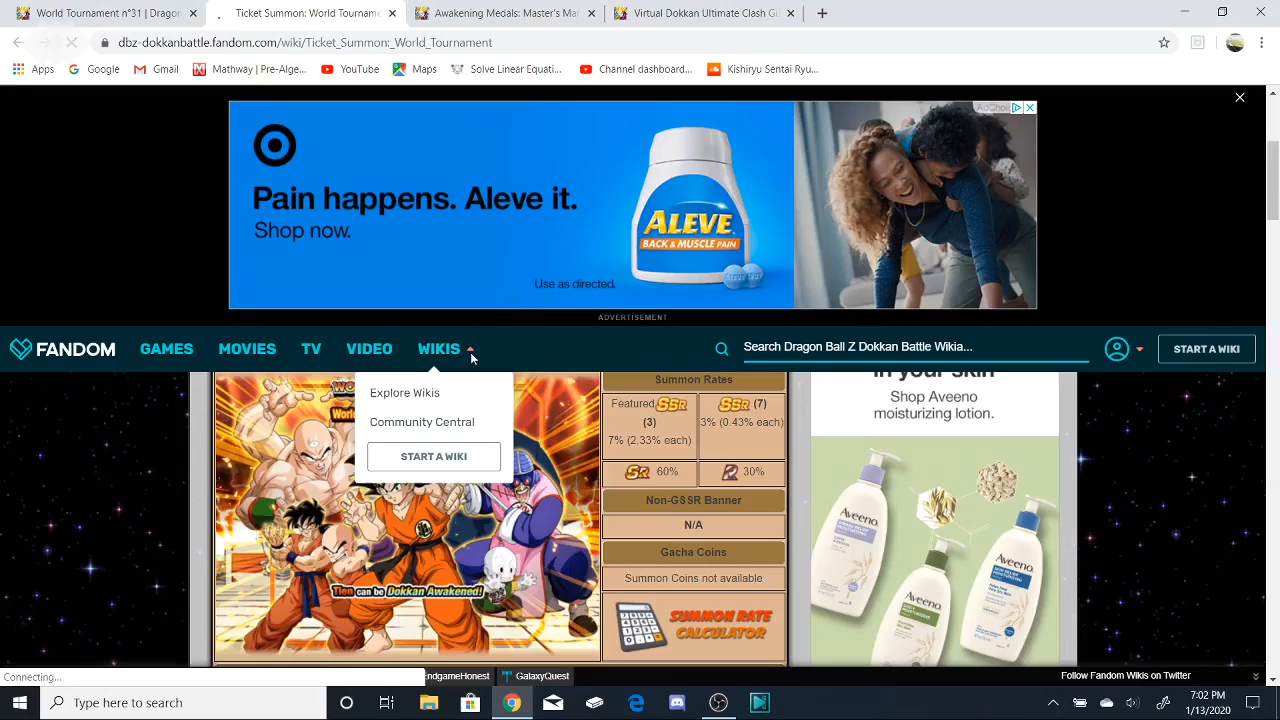 Ticket Summon: World Tourname
Awakening Medals: Master's Mar
Virtual Dokkan Ultimate Clash Gu
dbz-dokkanbattle.fandom.com/wiki/Ticket_Summon:_World_Tournament
Apps Google Gmail Mathway | Pre-Alge... YouTube Maps Solve Linear Equati... Channel dashboard... Kishiryu Sentai Ryu...
AdChoi
Pain happens. Aleve it.
Shop now.
ALEVE
BACK & MUSCLE PAIN
Use as directed.
ADVERTISEMENT
FANDOM GAMES MOVIES TV VIDEO WIKIS Search Dragon Ball Z Dokkan Battle Wikia... START A WIKI
Explore Wikis
Community Central
START A WIKI
Tien can be Dokkan Awakened!
Summon Rates
Featured SSR (3)
7% (2.33% each)
SSR (7)
3% (0.43% each)
SR 60%
R 30%
Non-GSSR Banner
N/A
Gacha Coins
Summon Coins not available
SUMMON RATE
CALCULATOR
in your skin
Shop Aveeno
moisturizing lotion.
Aveeno
Aveeno
Aveeno
Connecting...
EndgameHonest
GalaxyQuest
Follow Fandom Wikis on Twitter
Type here to search
7:02 PM
1/13/2020